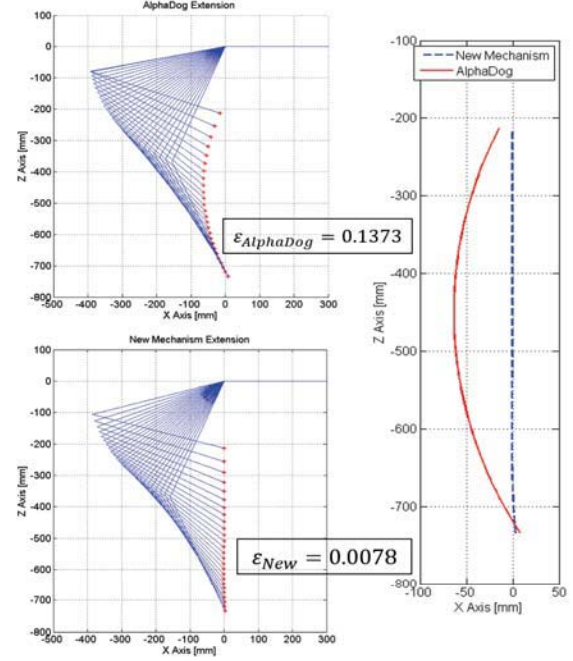 AlphaDog Extension
100
0
-100
-200
-300
-400
-500
-600
-700
-800
Z Axis [mm]
-500 -400 -300 -200 -100 0 100 200 300
X Axis [mm]
εAlphaDog = 0.1373
New Mechanism Extension
100
0
-100
-200
-300
-400
-500
-600
-700
-800
Z Axis [mm]
-500 -400 -300 -200 -100 0 100 200 300
X Axis [mm]
εNew = 0.0078
New Mechanism
AlphaDog
-100
-200
-300
-400
-500
-600
-700
-800
Z Axis [mm]
-100 -50 0 50
X Axis [mm]